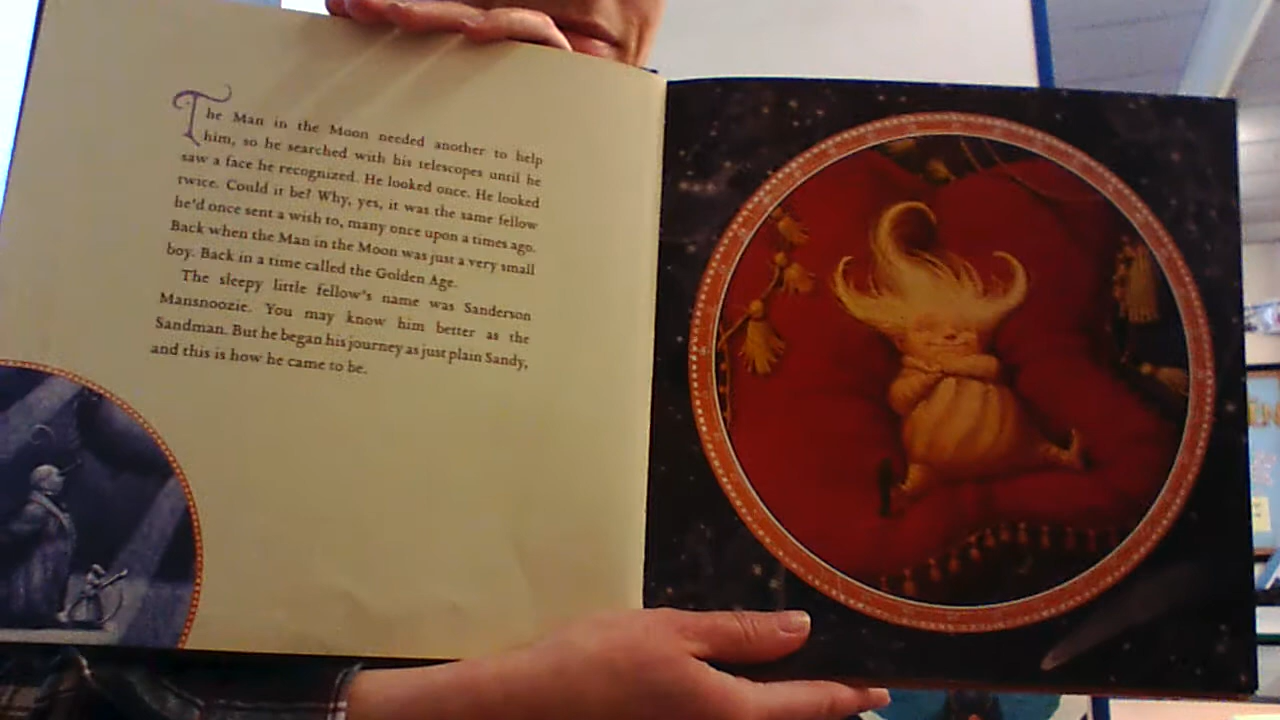 The Man in the Moon needed another to help
him, so he searched with his telescopes until he
saw a face he recognized. He looked once. He looked
twice. Could it be? Why, yes, it was the same fellow
he'd once sent a wish to, many once upon a times ago.
Back when the Man in the Moon was just a very small
boy. Back in a time called the Golden Age.
The sleepy little fellow's name was Sanderson
Mansnoozie. You may know him better as the
Sandman. But he began his journey as just plain Sandy,
and this is how he came to be.